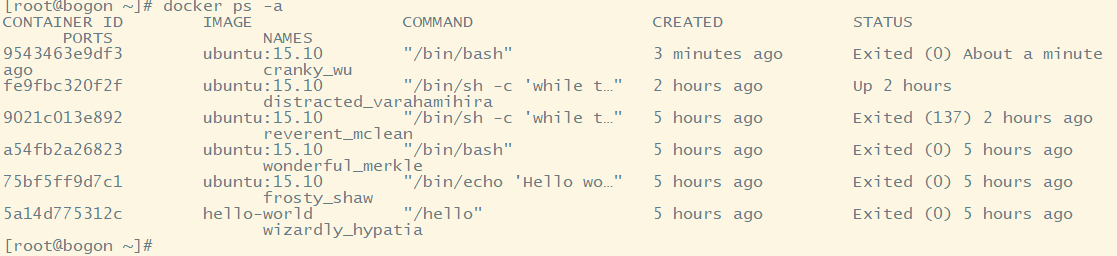 [root@bogon ~]# docker ps -a
CONTAINER ID        IMAGE               COMMAND                  CREATED             STATUS
      PORTS               NAMES
9543463e9df3        ubuntu:15.10        "/bin/bash"              3 minutes ago       Exited (0) About a minute
ago                       cranky_wu
fe9fbc320f2f        ubuntu:15.10        "/bin/sh -c 'while t…"   2 hours ago         Up 2 hours
                          distracted_varahamihira
9021c013e892        ubuntu:15.10        "/bin/sh -c 'while t…"   5 hours ago         Exited (137) 2 hours ago
                          reverent_mclean
a54fb2a26823        ubuntu:15.10        "/bin/bash"              5 hours ago         Exited (0) 5 hours ago
                          wonderful_merkle
75bf5ff9d7c1        ubuntu:15.10        "/bin/echo 'Hello wo…"   5 hours ago         Exited (0) 5 hours ago
                          frosty_shaw
5a14d775312c        hello-world         "/hello"                 5 hours ago         Exited (0) 5 hours ago
                          wizardly_hypatia
[root@bogon ~]#